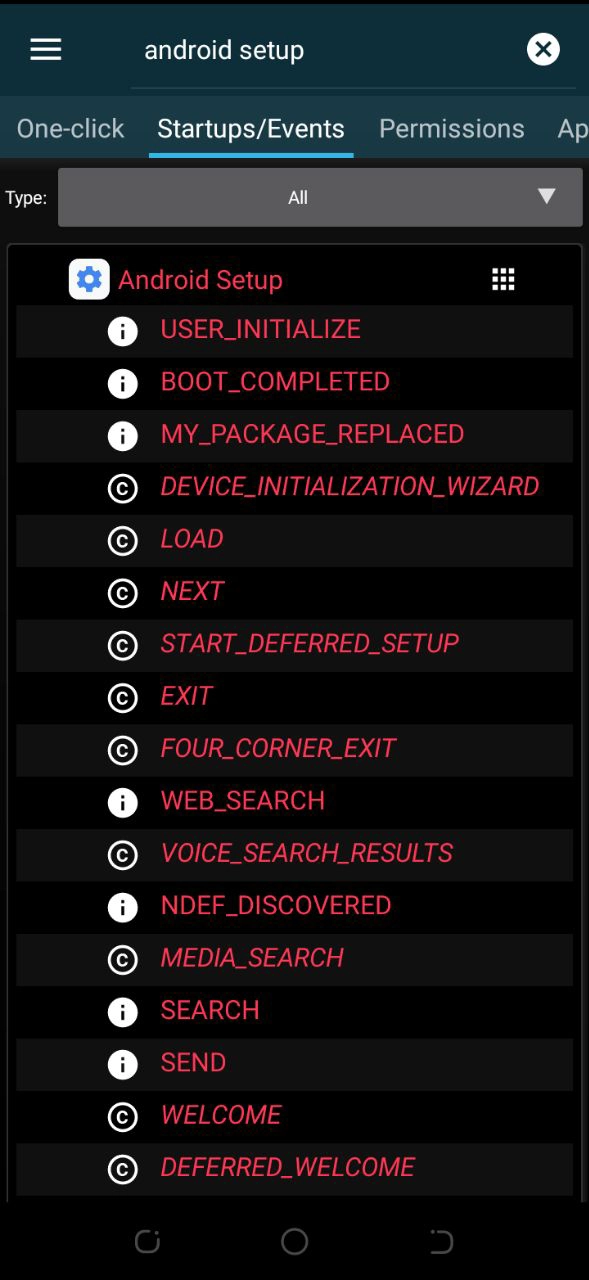 android setup
One-click Startups/Events Permissions Ap
Type: All
Android Setup
USER_INITIALIZE
BOOT_COMPLETED
MY_PACKAGE_REPLACED
DEVICE_INITIALIZATION_WIZARD
LOAD
NEXT
START_DEFERRED_SETUP
EXIT
FOUR_CORNER_EXIT
WEB_SEARCH
VOICE_SEARCH_RESULTS
NDEF_DISCOVERED
MEDIA_SEARCH
SEARCH
SEND
WELCOME
DEFERRED_WELCOME